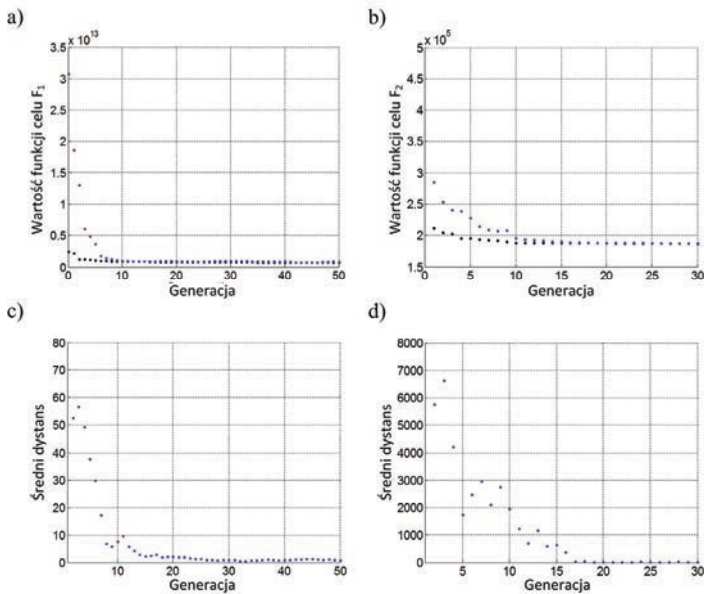 a)
b)
x 10^13
x 10^5
Wartość funkcji celu F₁
3.5
3
2.5
2
1.5
1
0.5
0
0 10 20 30 40 50
Generacja
Wartość funkcji celu F₂
5
4.5
4
3.5
3
2.5
2
1.5
0 5 10 15 20 25 30
Generacja
c)
d)
Średni dystans
80
70
60
50
40
30
20
10
0
10 20 30 40 50
Generacja
Średni dystans
8000
7000
6000
5000
4000
3000
2000
1000
0
5 10 15 20 25 30
Generacja